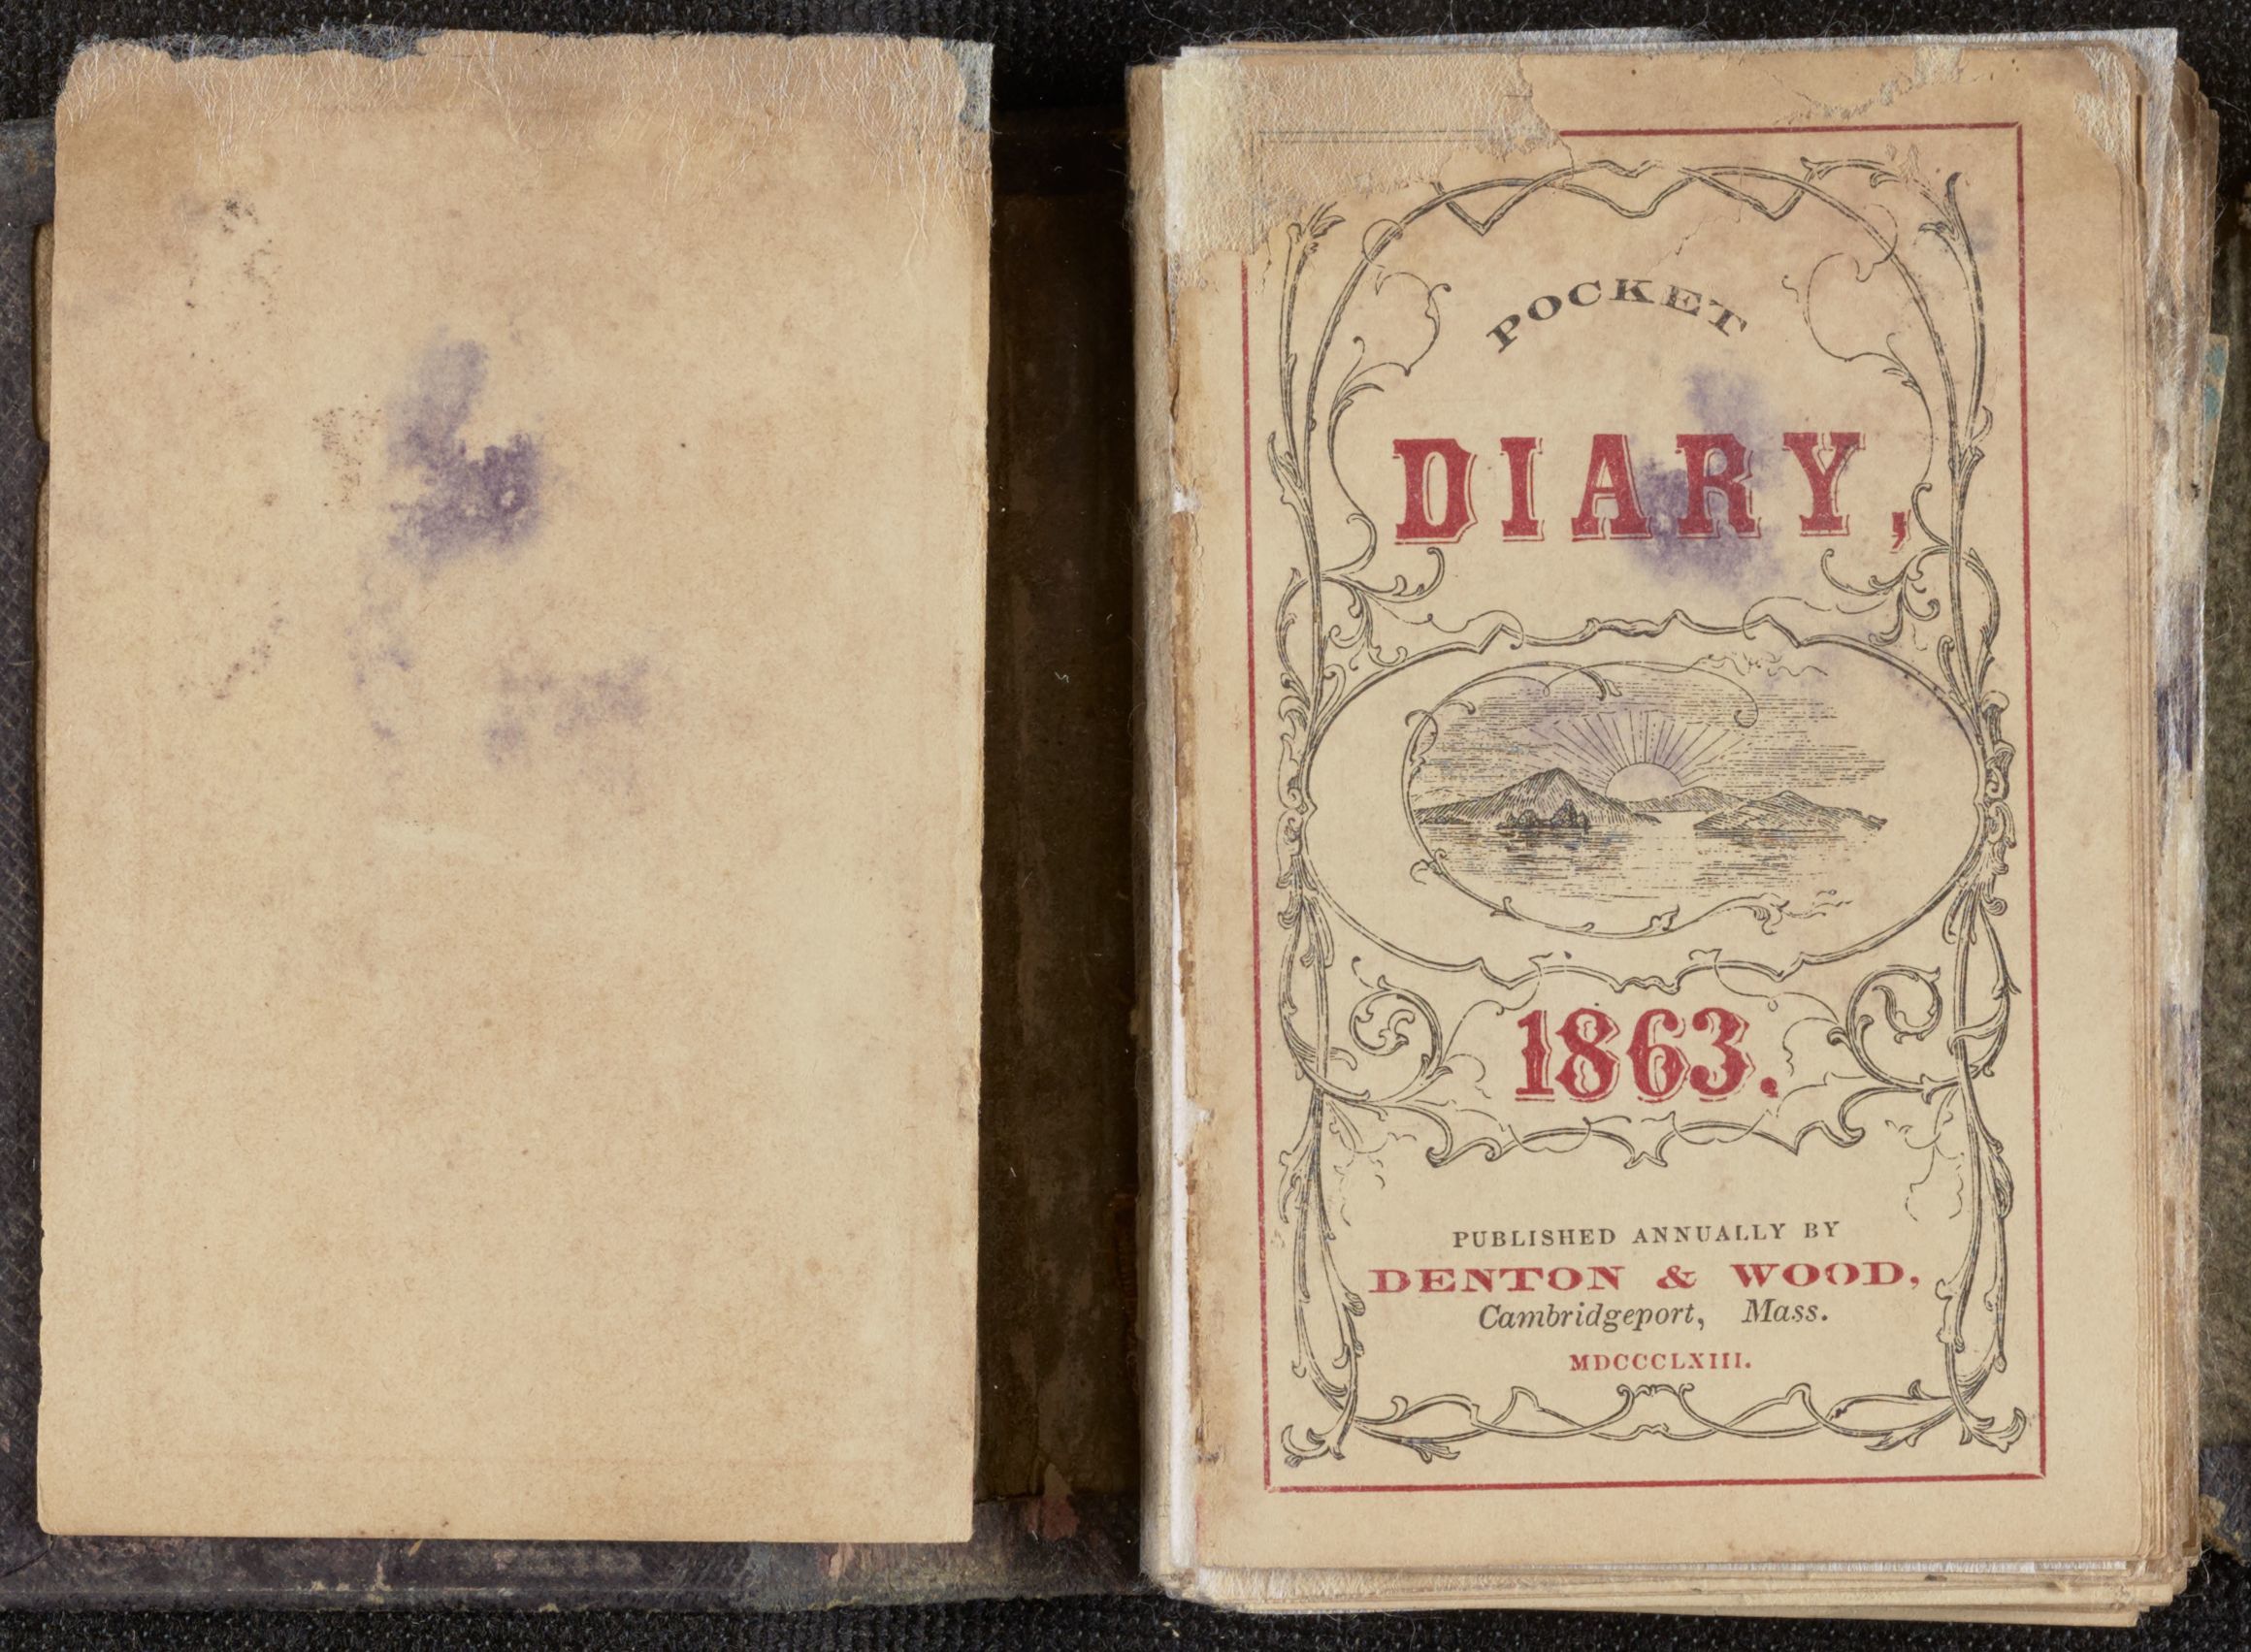 POCKET
DIARY,
1863.
PUBLISHED ANNUALLY BY
DENTON & WOOD,
Cambridgeport, Mass.
MDCCCLXIII.